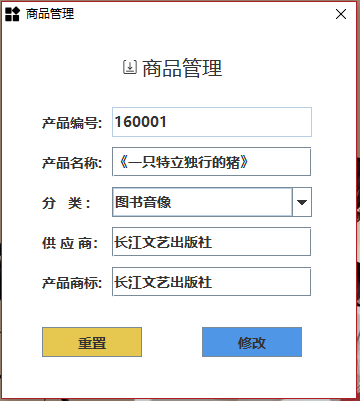 商品管理
商品管理
产品编号: 160001
产品名称: 《一只特立独行的猪》
分 类： 图书音像
供 应 商: 长江文艺出版社
产品商标: 长江文艺出版社
重置 修改